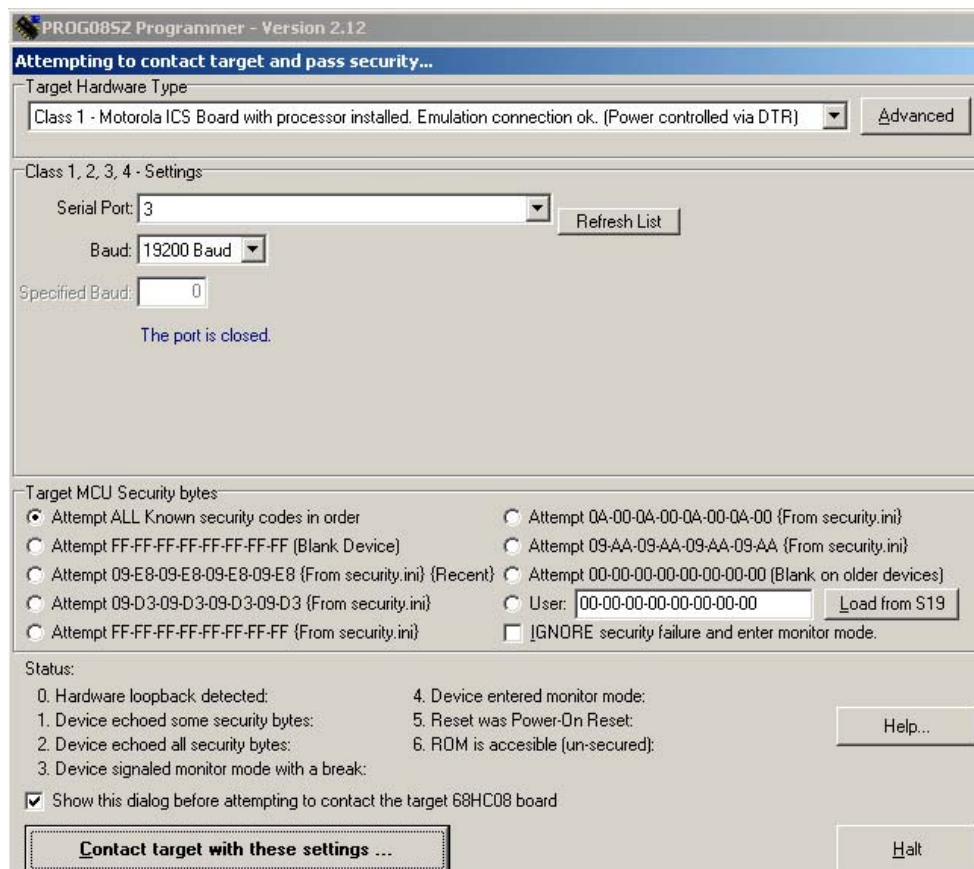 PROG08SZ Programmer - Version 2.12
Attempting to contact target and pass security...
Target Hardware Type
Class 1 - Motorola ICS Board with processor installed. Emulation connection ok. (Power controlled via DTR)
Advanced
Class 1, 2, 3, 4 - Settings
Serial Port: 3
Refresh List
Baud: 19200 Baud
Specified Baud: 0
The port is closed.
Target MCU Security bytes
Attempt ALL Known security codes in order
Attempt FF-FF-FF-FF-FF-FF-FF-FF (Blank Device)
Attempt 09-E8-09-E8-09-E8-09-E8 {From security.ini} {Recent}
Attempt 09-D3-09-D3-09-D3-09-D3 {From security.ini}
Attempt FF-FF-FF-FF-FF-FF-FF-FF {From security.ini}
Attempt 0A-00-0A-00-0A-00-0A-00 {From security.ini}
Attempt 09-AA-09-AA-09-AA-09-AA {From security.ini}
Attempt 00-00-00-00-00-00-00-00 (Blank on older devices)
User: 00-00-00-00-00-00-00-00
Load from S19
IGNORE security failure and enter monitor mode.
Status:
0. Hardware loopback detected:
1. Device echoed some security bytes:
2. Device echoed all security bytes:
3. Device signaled monitor mode with a break:
4. Device entered monitor mode:
5. Reset was Power-On Reset:
6. ROM is accesible (un-secured):
Help...
Show this dialog before attempting to contact the target 68HC08 board
Contact target with these settings ...
Halt